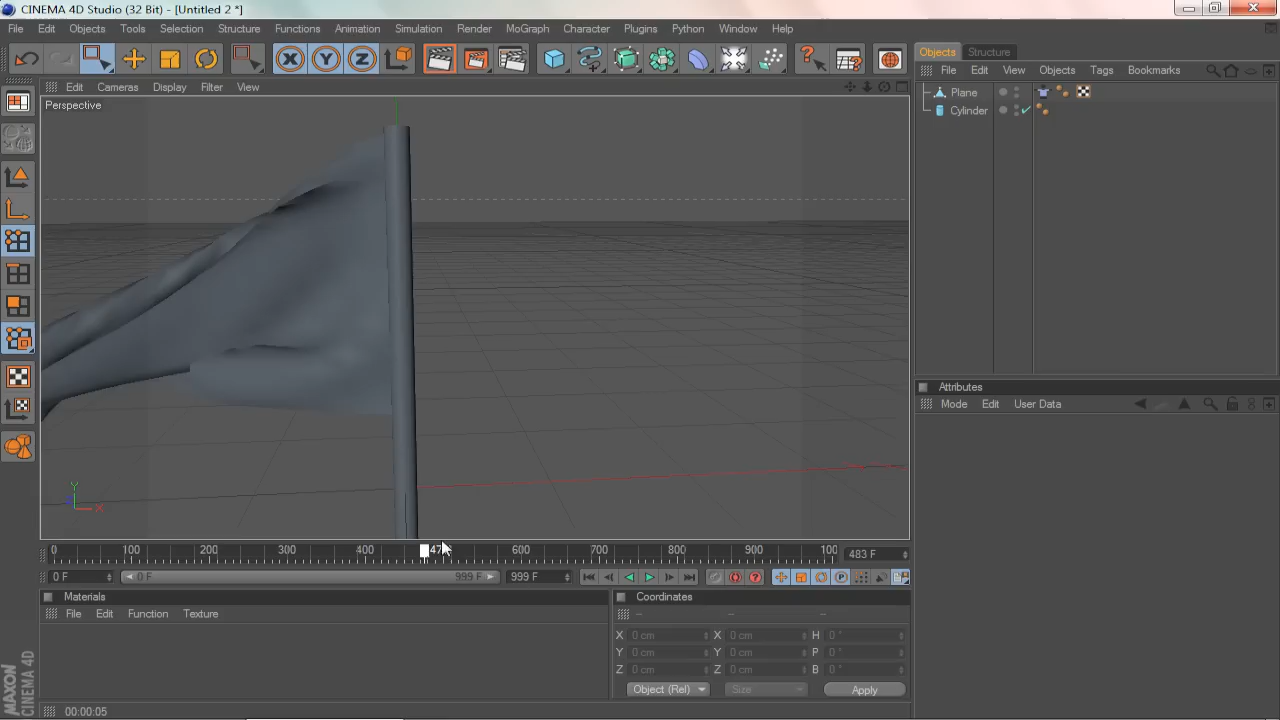 CINEMA 4D Studio (32 Bit) - [Untitled 2 *]
File Edit Objects Tools Selection Structure Functions Animation Simulation Render MoGraph Character Plugins Python Window Help
X Y Z
Objects Structure
File Edit View Objects Tags Bookmarks
Edit Cameras Display Filter View
Perspective
Plane
Cylinder
Attributes
Mode Edit User Data
Y
X
0 100 200 300 400 47 600 700 800 900 100 483 F
0 F 0 F 999 F 999 F
Materials
File Edit Function Texture
Coordinates
-- -- --
X 0 cm X 0 cm H 0 °
Y 0 cm Y 0 cm P 0 °
Z 0 cm Z 0 cm B 0 °
Object (Rel) Size Apply
MAXON
CINEMA 4D
00:00:05